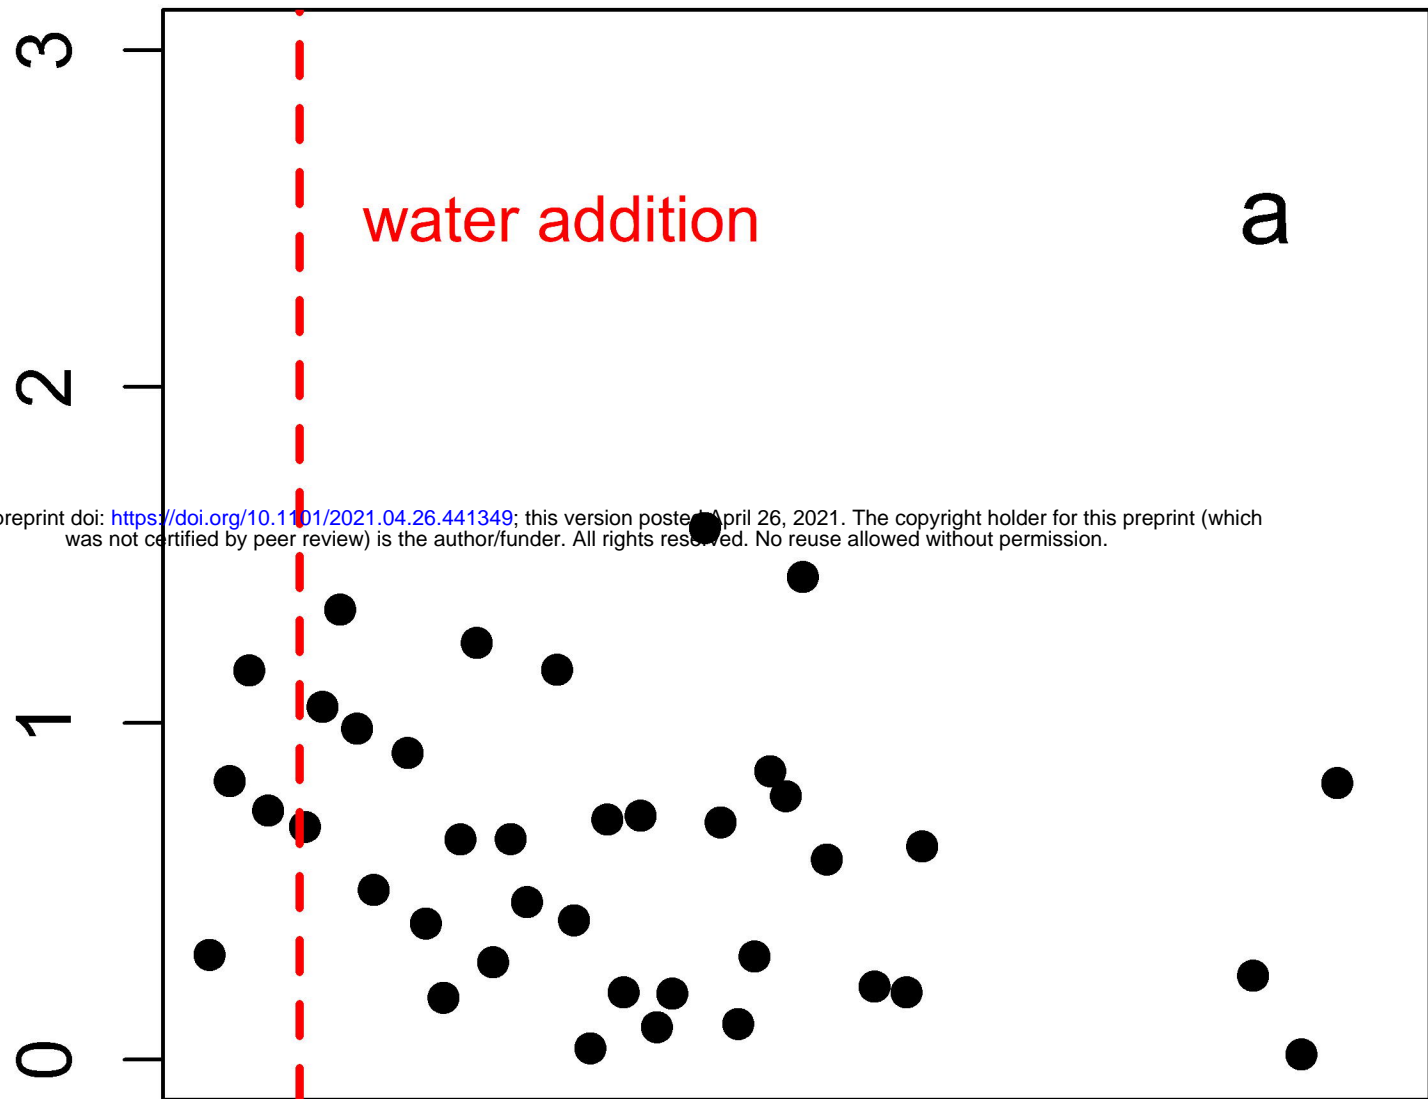 3
water addition
a
2
preprint doi: https://doi.org/10.1101/2021.04.26.441349; this version posted April 26, 2021. The copyright holder for this preprint (which
was not certified by peer review) is the author/funder. All rights reserved. No reuse allowed without permission.
1
0